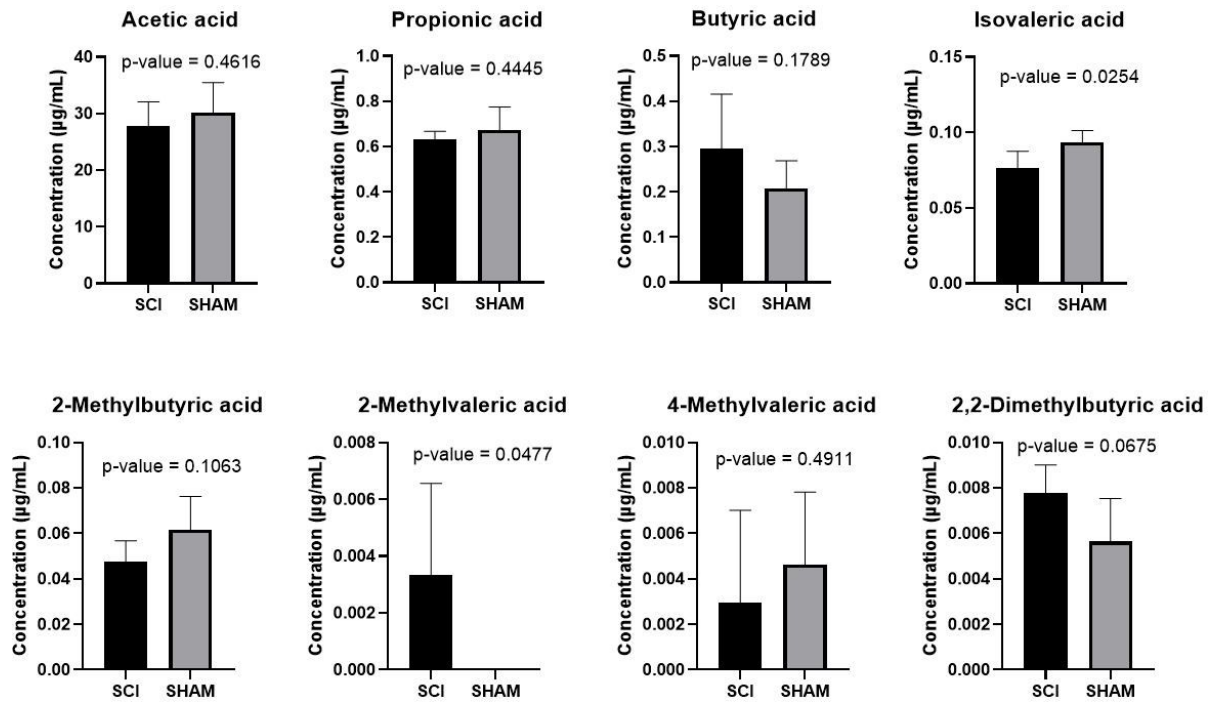 Acetic acid
p-value = 0.4616
Concentration (µg/mL)
40
30
20
10
0
SCI SHAM
Propionic acid
p-value = 0.4445
Concentration (µg/mL)
1.0
0.8
0.6
0.4
0.2
0.0
SCI SHAM
Butyric acid
p-value = 0.1789
Concentration (µg/mL)
0.5
0.4
0.3
0.2
0.1
0.0
SCI SHAM
Isovaleric acid
p-value = 0.0254
Concentration (µg/mL)
0.15
0.10
0.05
0.00
SCI SHAM
2-Methylbutyric acid
p-value = 0.1063
Concentration (µg/mL)
0.10
0.08
0.06
0.04
0.02
0.00
SCI SHAM
2-Methylvaleric acid
p-value = 0.0477
Concentration (µg/mL)
0.008
0.006
0.004
0.002
0.000
SCI SHAM
4-Methylvaleric acid
p-value = 0.4911
Concentration (µg/mL)
0.010
0.008
0.006
0.004
0.002
0.000
SCI SHAM
2,2-Dimethylbutyric acid
p-value = 0.0675
Concentration (µg/mL)
0.010
0.008
0.006
0.004
0.002
0.000
SCI SHAM